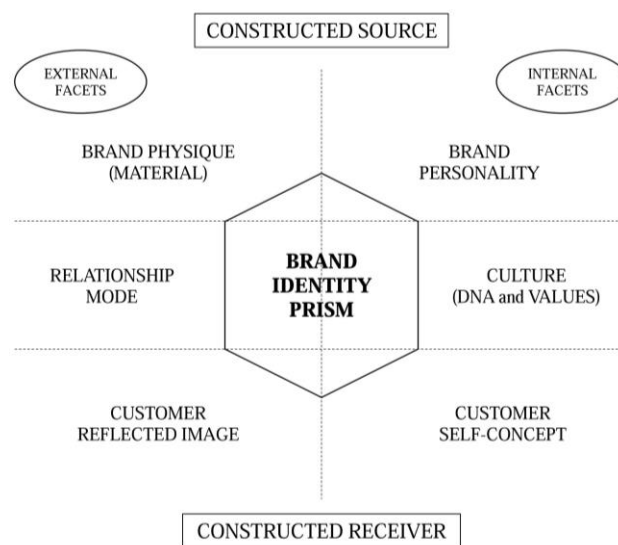 CONSTRUCTED SOURCE
EXTERNAL
FACETS
INTERNAL
FACETS
BRAND PHYSIQUE
(MATERIAL)
BRAND
PERSONALITY
RELATIONSHIP
MODE
BRAND
IDENTITY
PRISM
CULTURE
(DNA and VALUES)
CUSTOMER
REFLECTED IMAGE
CUSTOMER
SELF-CONCEPT
CONSTRUCTED RECEIVER